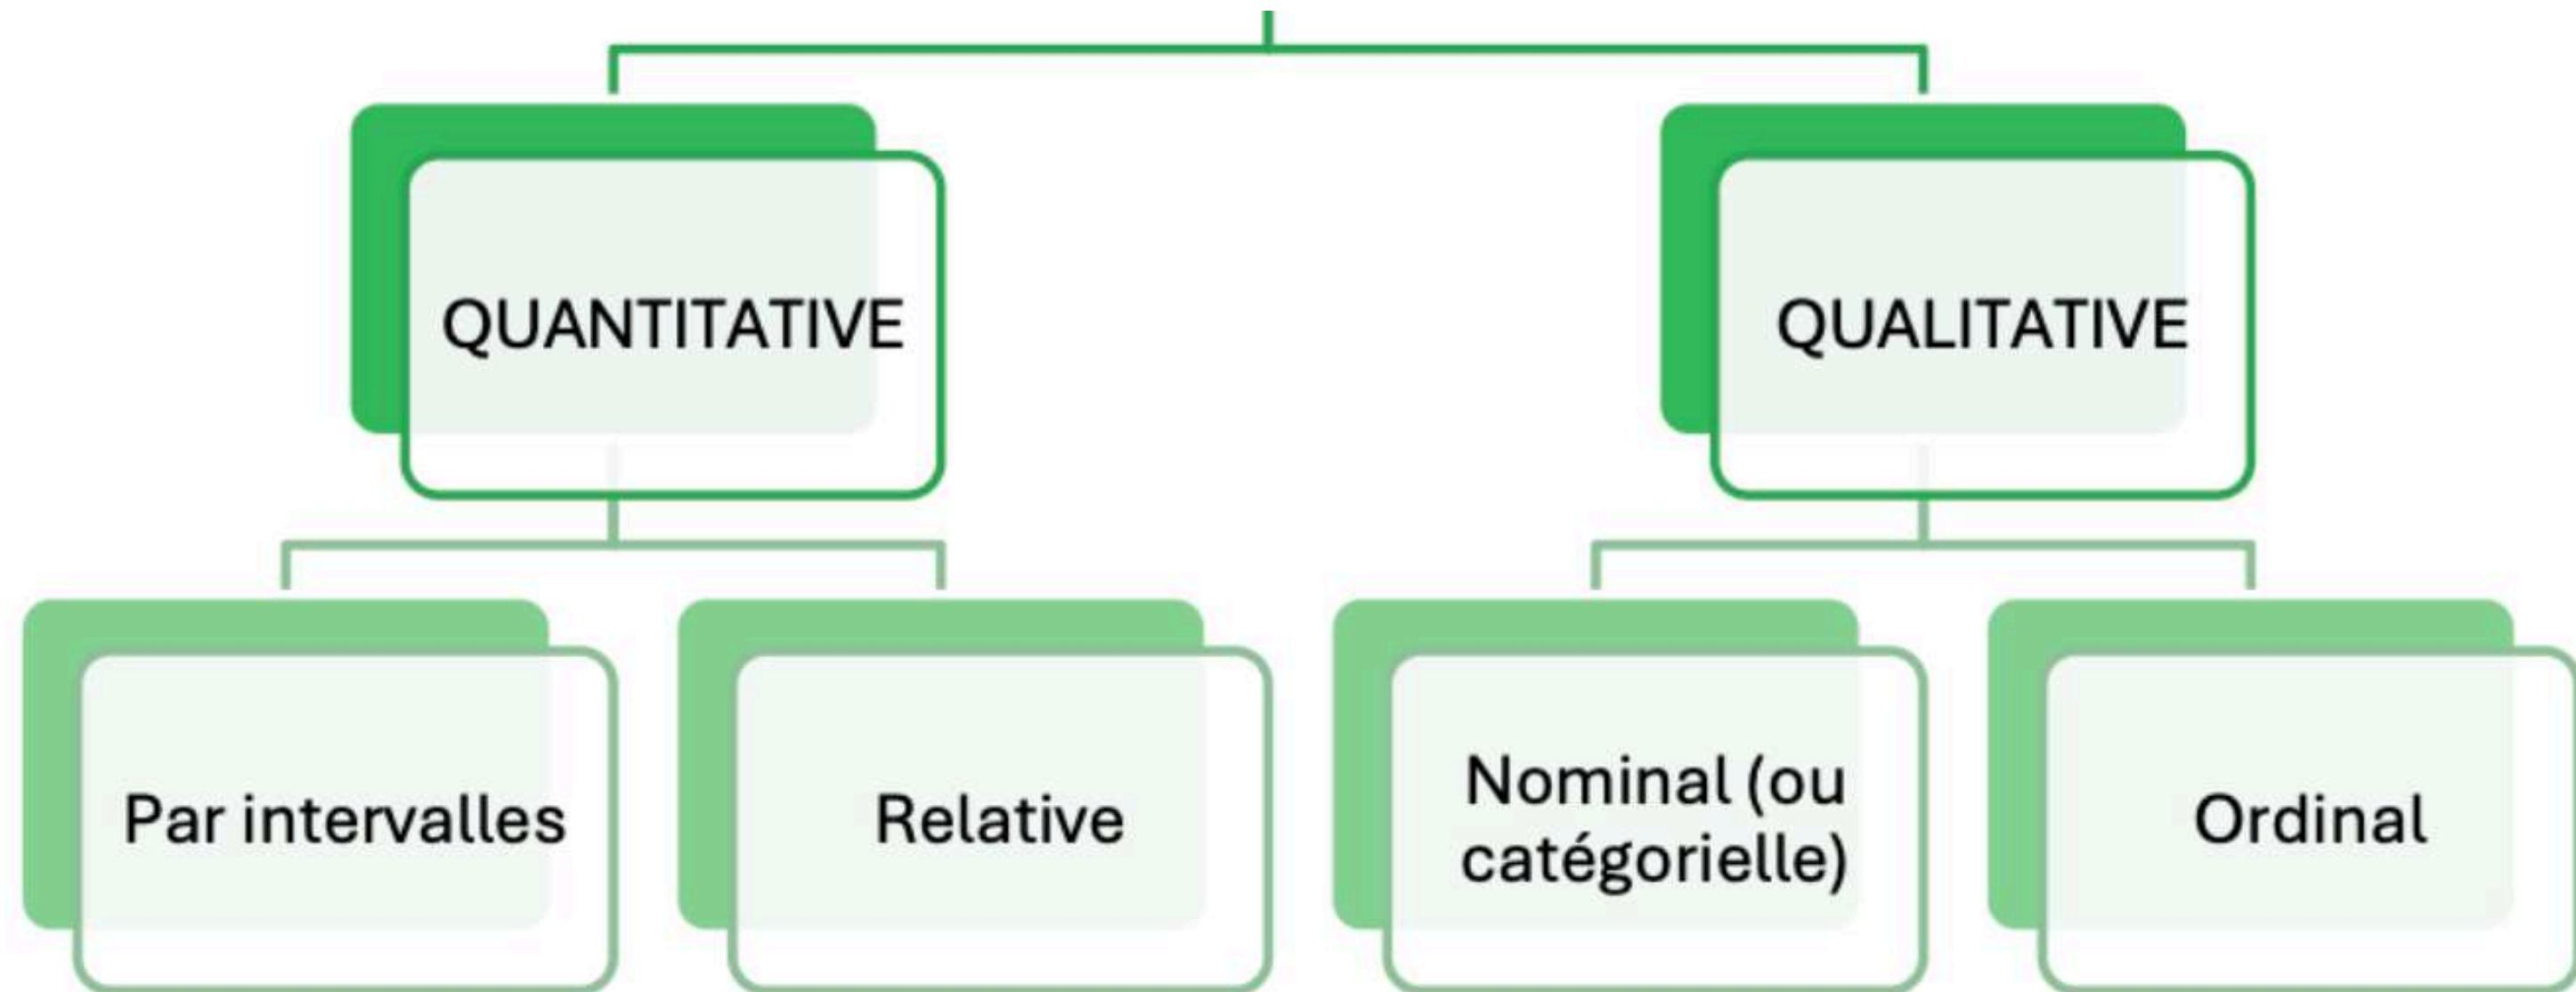 QUANTITATIVE
QUALITATIVE
Par intervalles
Relative
Nominal (ou
catégorielle)
Ordinal